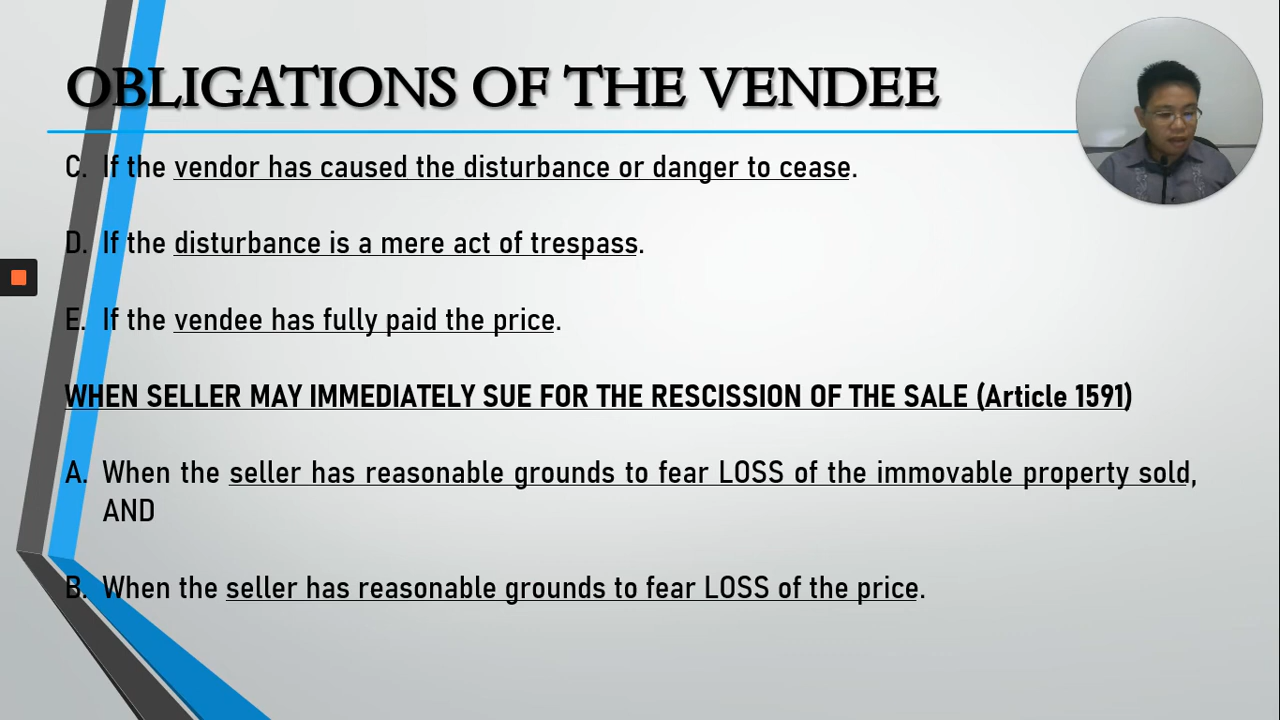 OBLIGATIONS OF THE VENDEE
C. If the vendor has caused the disturbance or danger to cease.
D. If the disturbance is a mere act of trespass.
E. If the vendee has fully paid the price.
WHEN SELLER MAY IMMEDIATELY SUE FOR THE RESCISSION OF THE SALE (Article 1591)
A. When the seller has reasonable grounds to fear LOSS of the immovable property sold,
AND
B. When the seller has reasonable grounds to fear LOSS of the price.